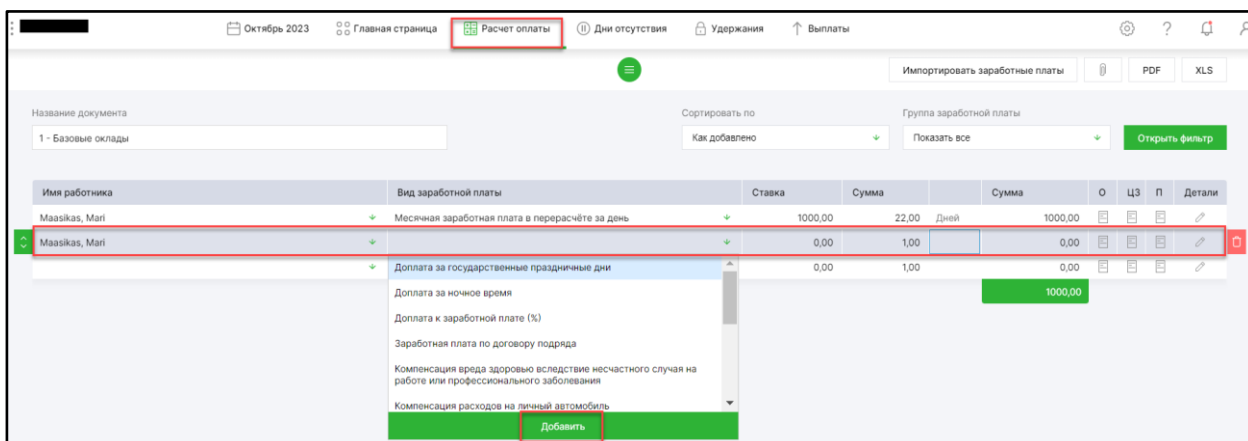 Октябрь 2023 Главная страница Расчет оплаты Дни отсутствия Удержания Выплаты ?
Импортировать заработные платы PDF XLS
Название документа Сортировать по Группа заработной платы
1 - Базовые оклады Как добавлено Показать все Открыть фильтр
Имя работника Вид заработной платы Ставка Сумма Сумма О ЦЗ П Детали
Maasikas, Mari Месячная заработная плата в перерасчёте за день 1000,00 22,00 Дней 1000,00
Maasikas, Mari 0,00 1,00 0,00
Доплата за государственные праздничные дни 0,00 1,00 0,00
Доплата за ночное время 1000,00
Доплата к заработной плате (%)
Заработная плата по договору подряда
Компенсация вреда здоровью вследствие несчастного случая на
работе или профессионального заболевания
Компенсация расходов на личный автомобиль
Добавить